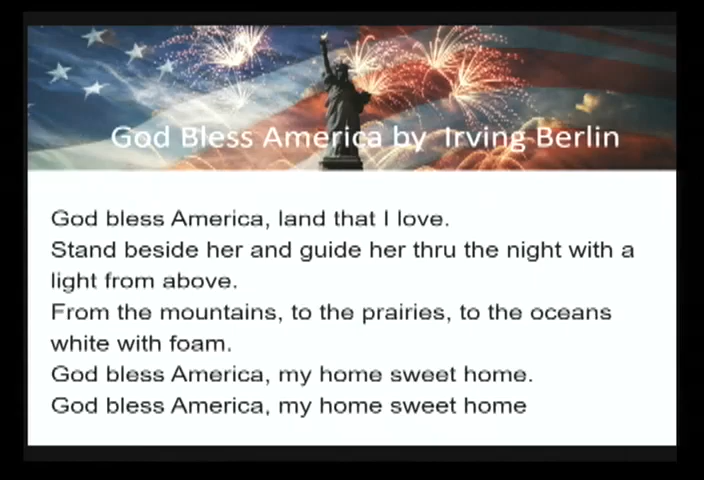 God Bless America by Irving Berlin
God bless America, land that I love.
Stand beside her and guide her thru the night with a
light from above.
From the mountains, to the prairies, to the oceans
white with foam.
God bless America, my home sweet home.
God bless America, my home sweet home